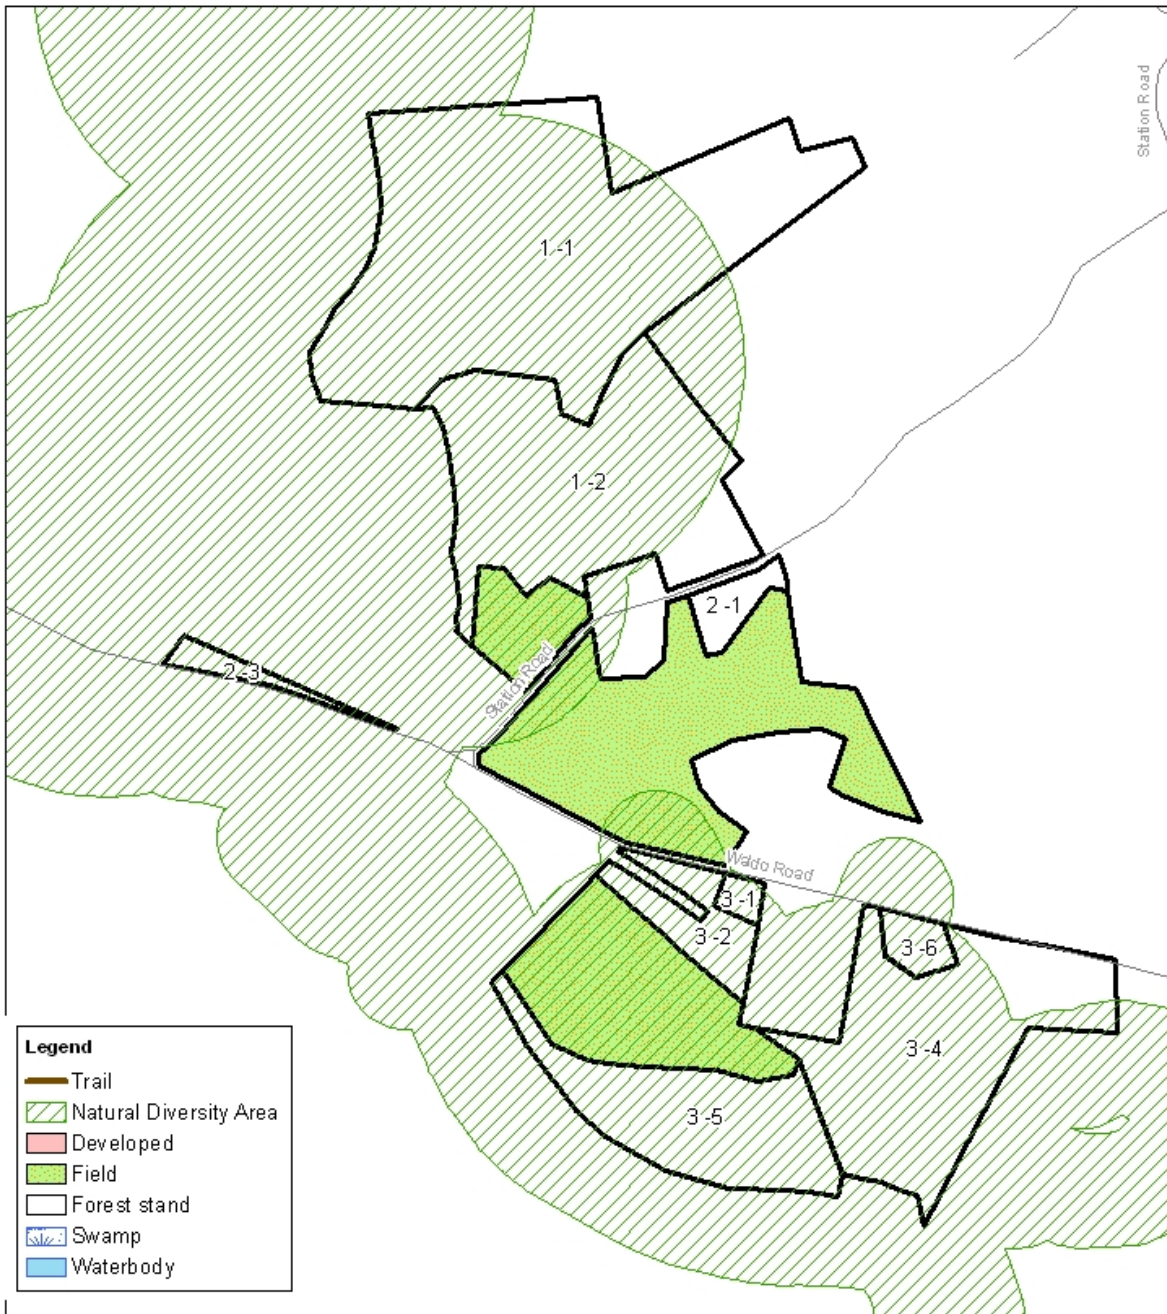 Station Road
1 -1
1 -2
2 -1
2 -3
Station Road
Waldo Road
3 -1
3 -2
3 -6
3 -4
3 -5
Legend
Trail
Natural Diversity Area
Developed
Field
Forest stand
Swamp
Waterbody